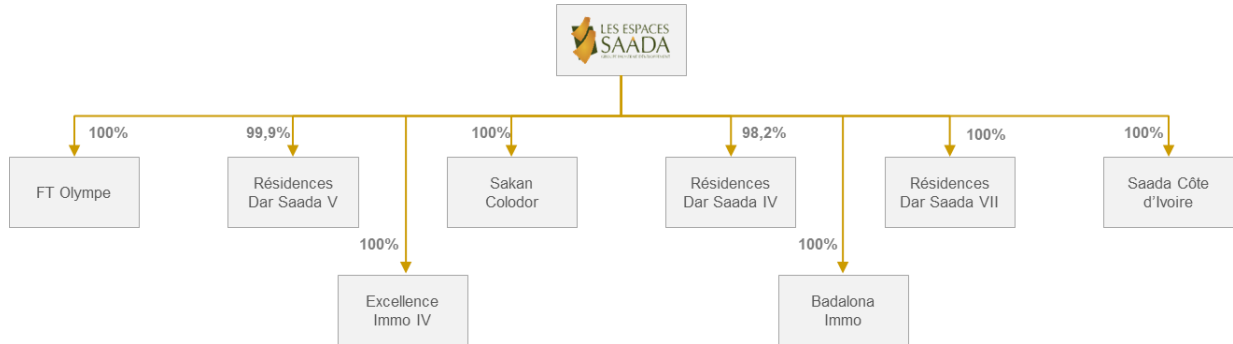 LES ESPACES
SAADA
100%
99,9%
100%
98,2%
100%
100%
FT Olympe
Résidences
Dar Saada V
Sakan
Colodor
Résidences
Dar Saada IV
Résidences
Dar Saada VII
Saada Côte
d’Ivoire
100%
100%
Excellence
Immo IV
Badalona
Immo